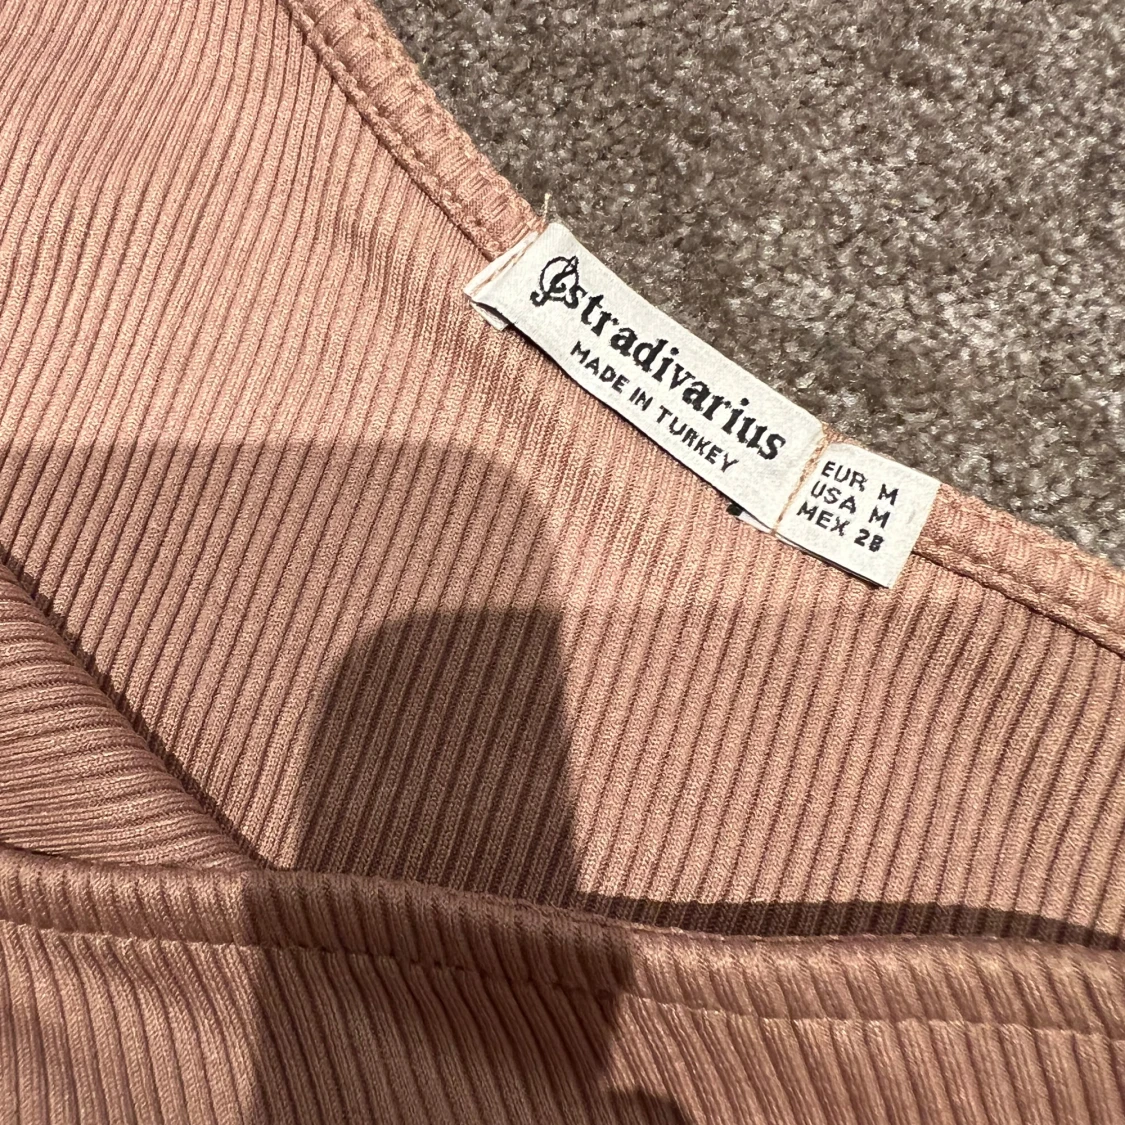 stradivarius
MADE IN TURKEY
EUR M
USA M
MEX 28